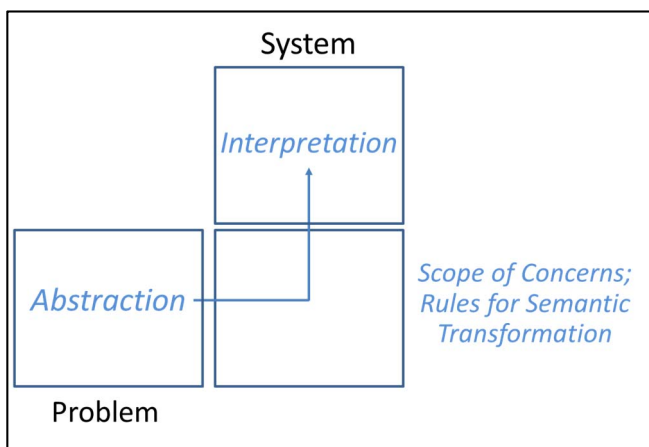 System
Interpretation
Abstraction
Scope of Concerns;
Rules for Semantic
Transformation
Problem